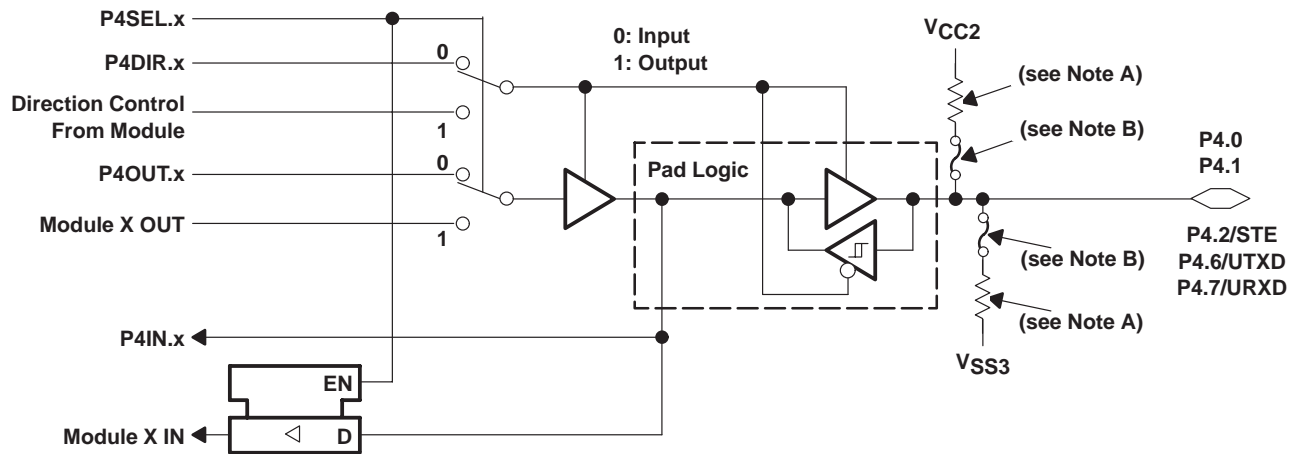 P4SEL.x
P4DIR.x
0
Direction Control
From Module
1
P4OUT.x
0
Module X OUT
1
0: Input
1: Output
Pad Logic
VCC2
(see Note A)
(see Note B)
P4.0
P4.1
P4.2/STE
P4.6/UTXD
P4.7/URXD
(see Note B)
(see Note A)
VSS3
P4IN.x
EN
Module X IN
D